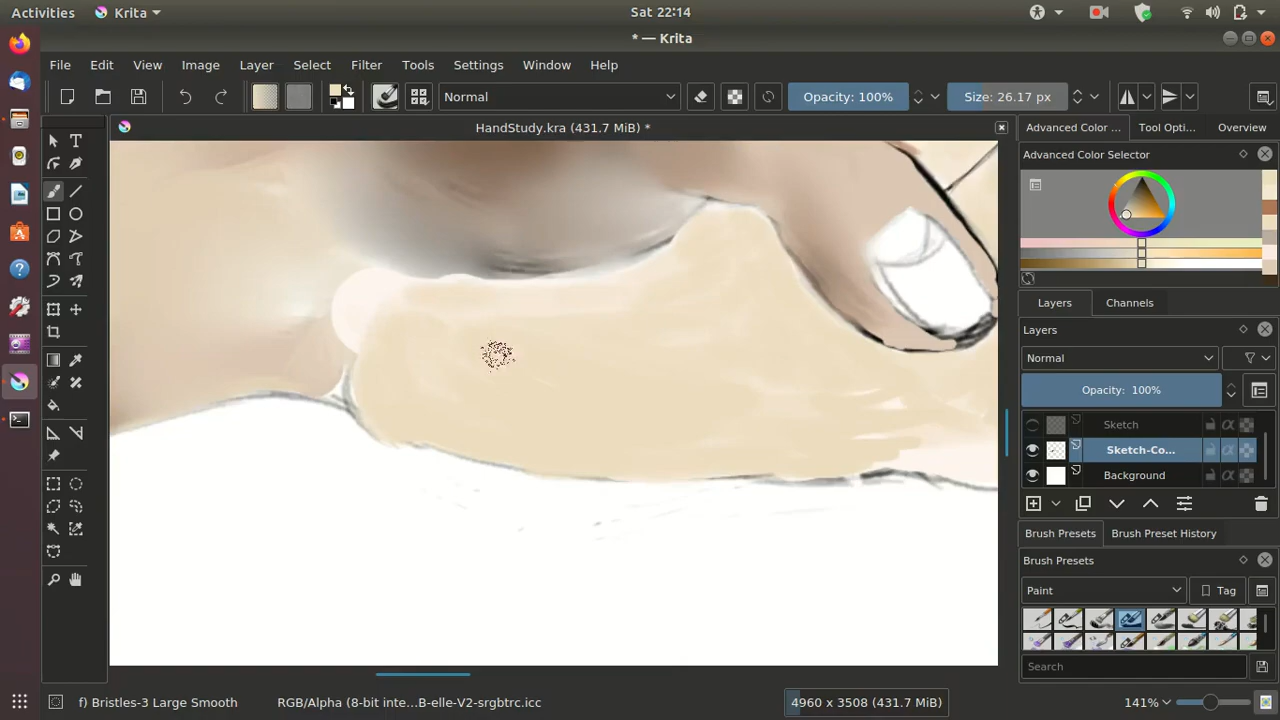 Activities Krita Sat 22:14
* — Krita
File Edit View Image Layer Select Filter Tools Settings Window Help
Normal Opacity: 100% Size: 26.17 px
HandStudy.kra (431.7 MiB) * Advanced Color ... Tool Opti... Overview
Advanced Color Selector
Layers Channels
Layers
Normal
Opacity: 100%
Sketch
Sketch-Co...
Background
Brush Presets Brush Preset History
Brush Presets
Paint Tag
Search
f) Bristles-3 Large Smooth RGB/Alpha (8-bit inte...B-elle-V2-srgbtrc.icc 4960 x 3508 (431.7 MiB) 141%